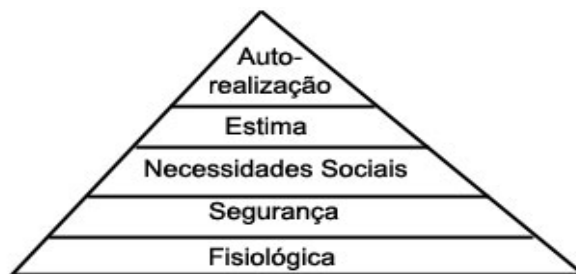 Auto-
realização
Estima
Necessidades Sociais
Segurança
Fisiológica